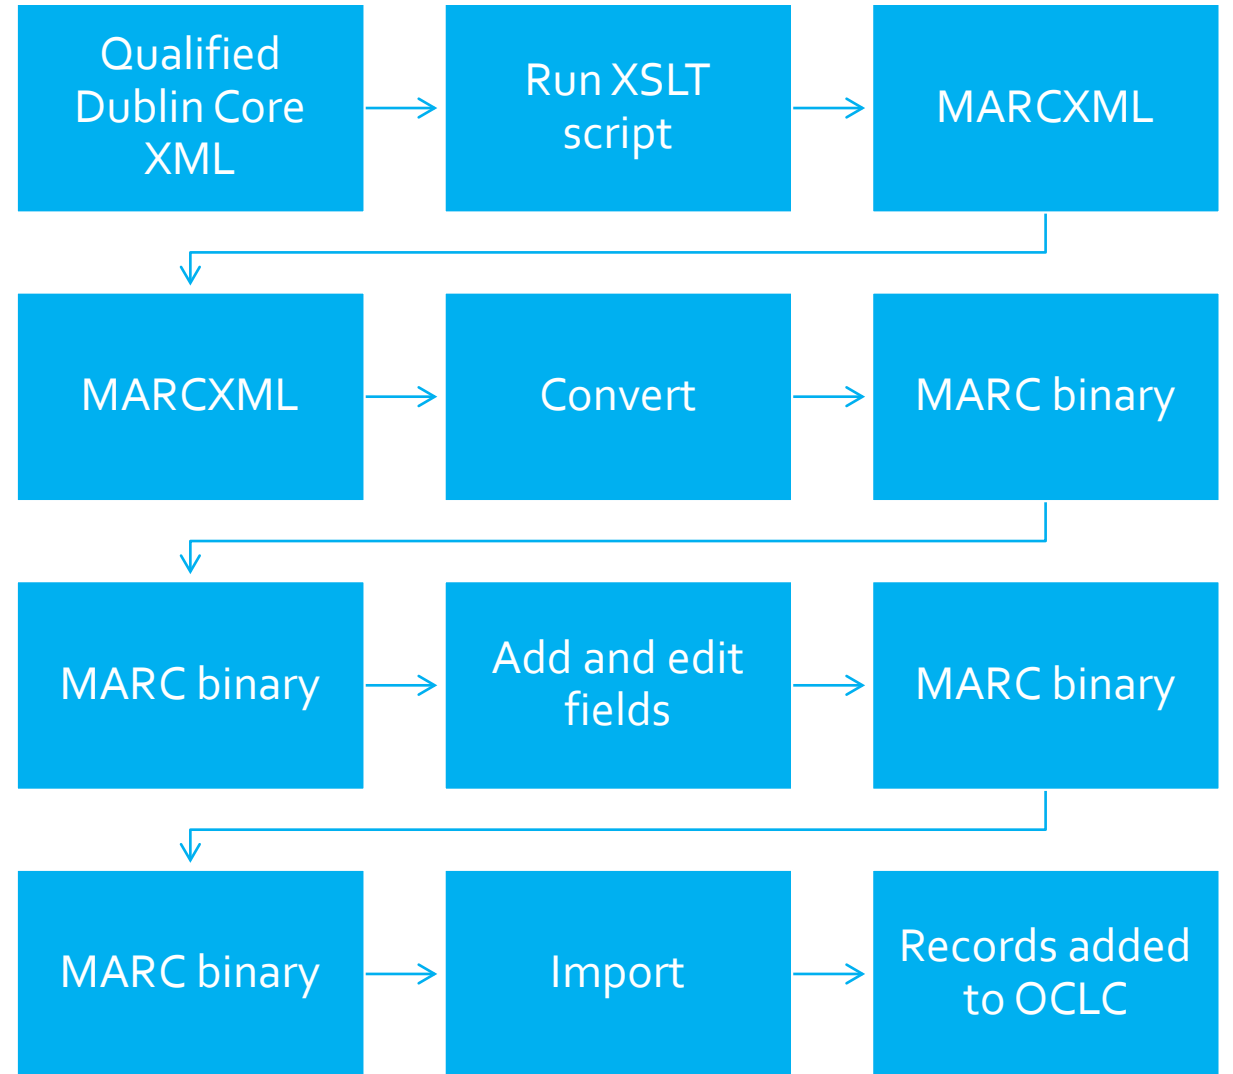 Qualified
Dublin Core
XML
Run XSLT
script
MARCXML
MARCXML
Convert
MARC binary
MARC binary
Add and edit
fields
MARC binary
MARC binary
Import
Records added
to OCLC